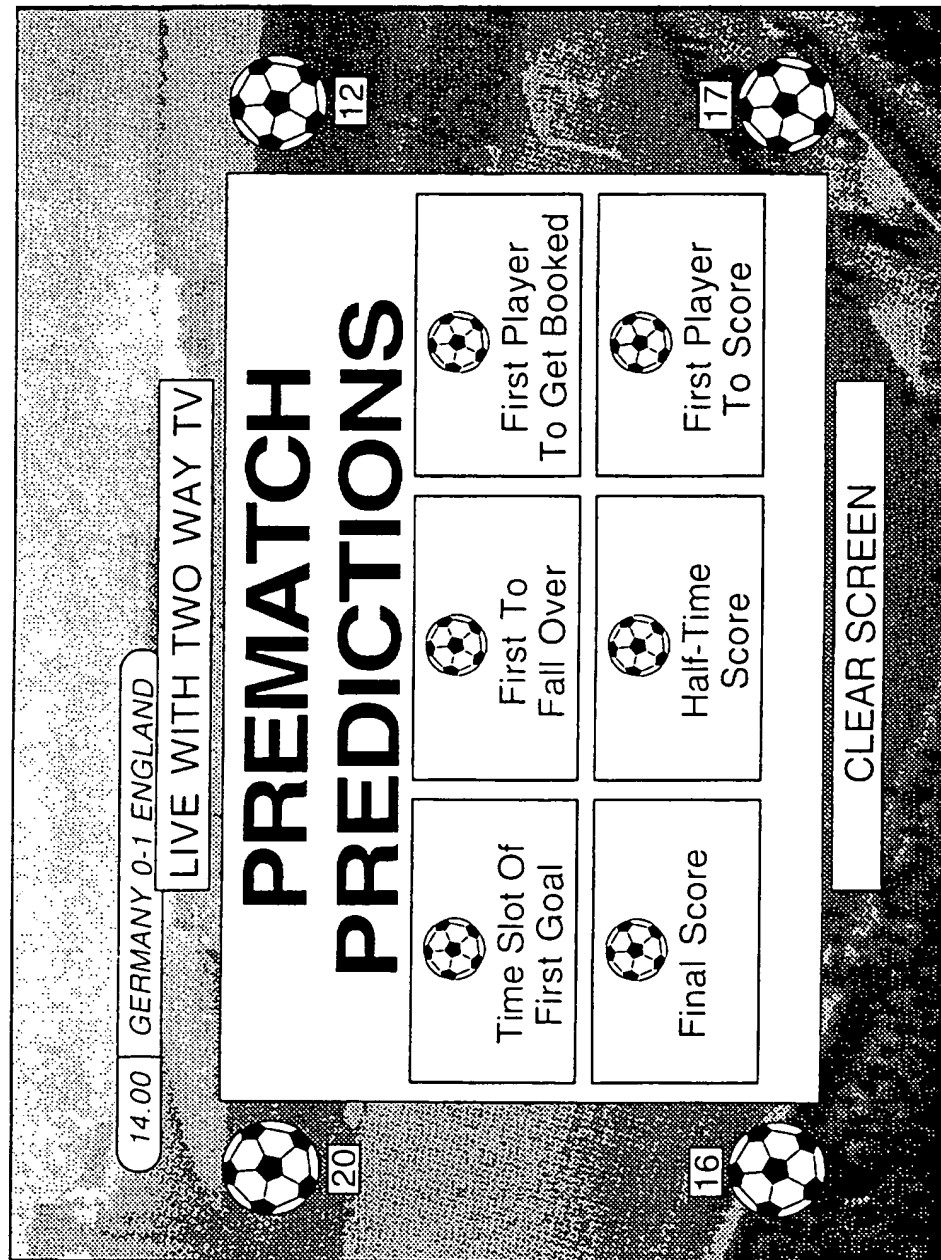 14.00 GERMANY 0-1 ENGLAND
LIVE WITH TWO WAY TV
20
12
PREMATCH
PREDICTIONS
Time Slot Of
First Goal
First To
Fall Over
First Player
To Get Booked
Final Score
Half-Time
Score
First Player
To Score
16
17
CLEAR SCREEN